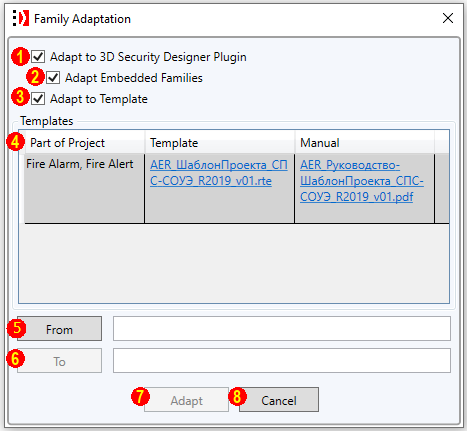 Family Adaptation
1 Adapt to 3D Security Designer Plugin
2 Adapt Embedded Families
3 Adapt to Template
Templates
4 Part of Project Template Manual
Fire Alarm, Fire Alert AER_ШаблонПроекта_СП AER_Руководство-
С-СОУЭ_R2019_v01.rte ШаблонПроекта_СПС-
СОУЭ_R2019_v01.pdf
5 From
6 To
7 Adapt 8 Cancel